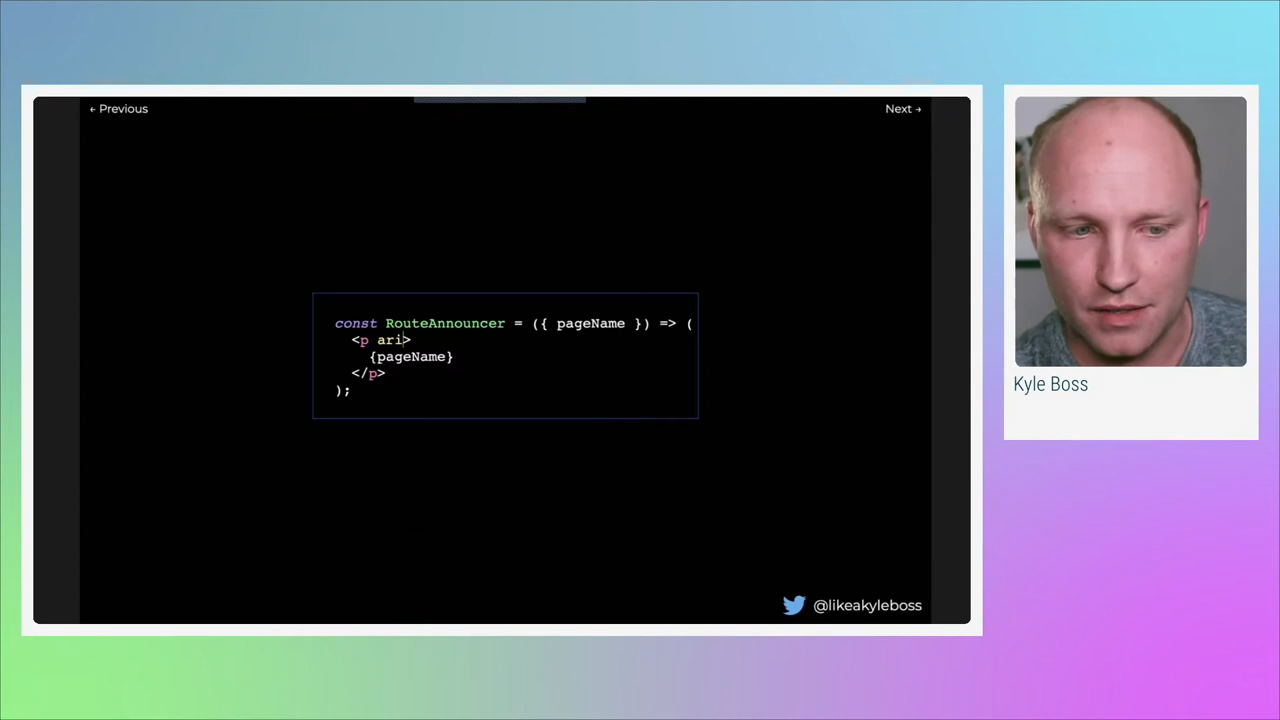 ← Previous
Next →
const RouteAnnouncer = ({ pageName }) => (
<p ari>
{pageName}
</p>
);
@likeakyleboss
Kyle Boss